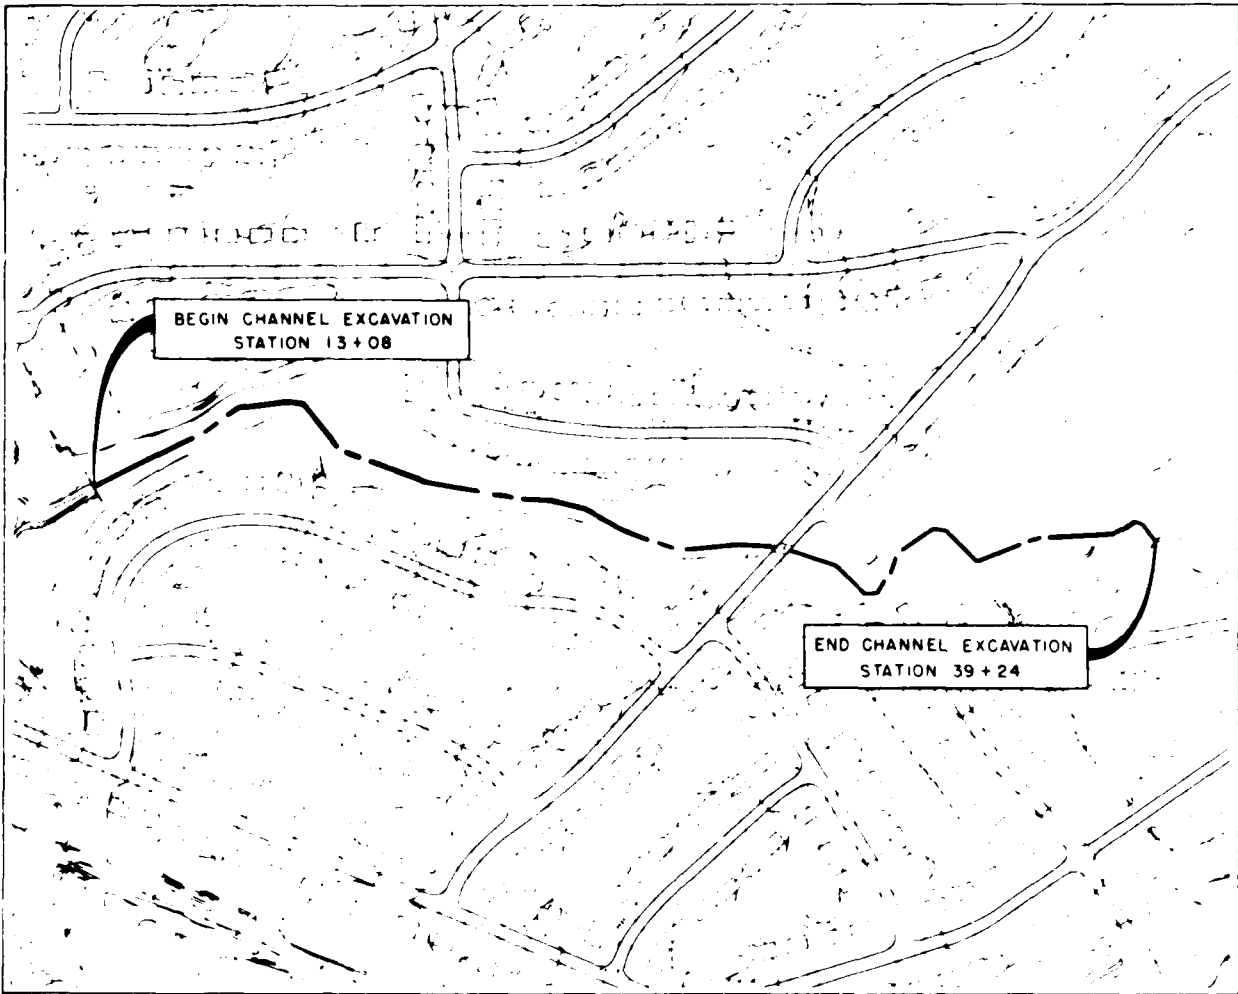 BEGIN CHANNEL EXCAVATION
STATION 13+08
END CHANNEL EXCAVATION
STATION 39+24